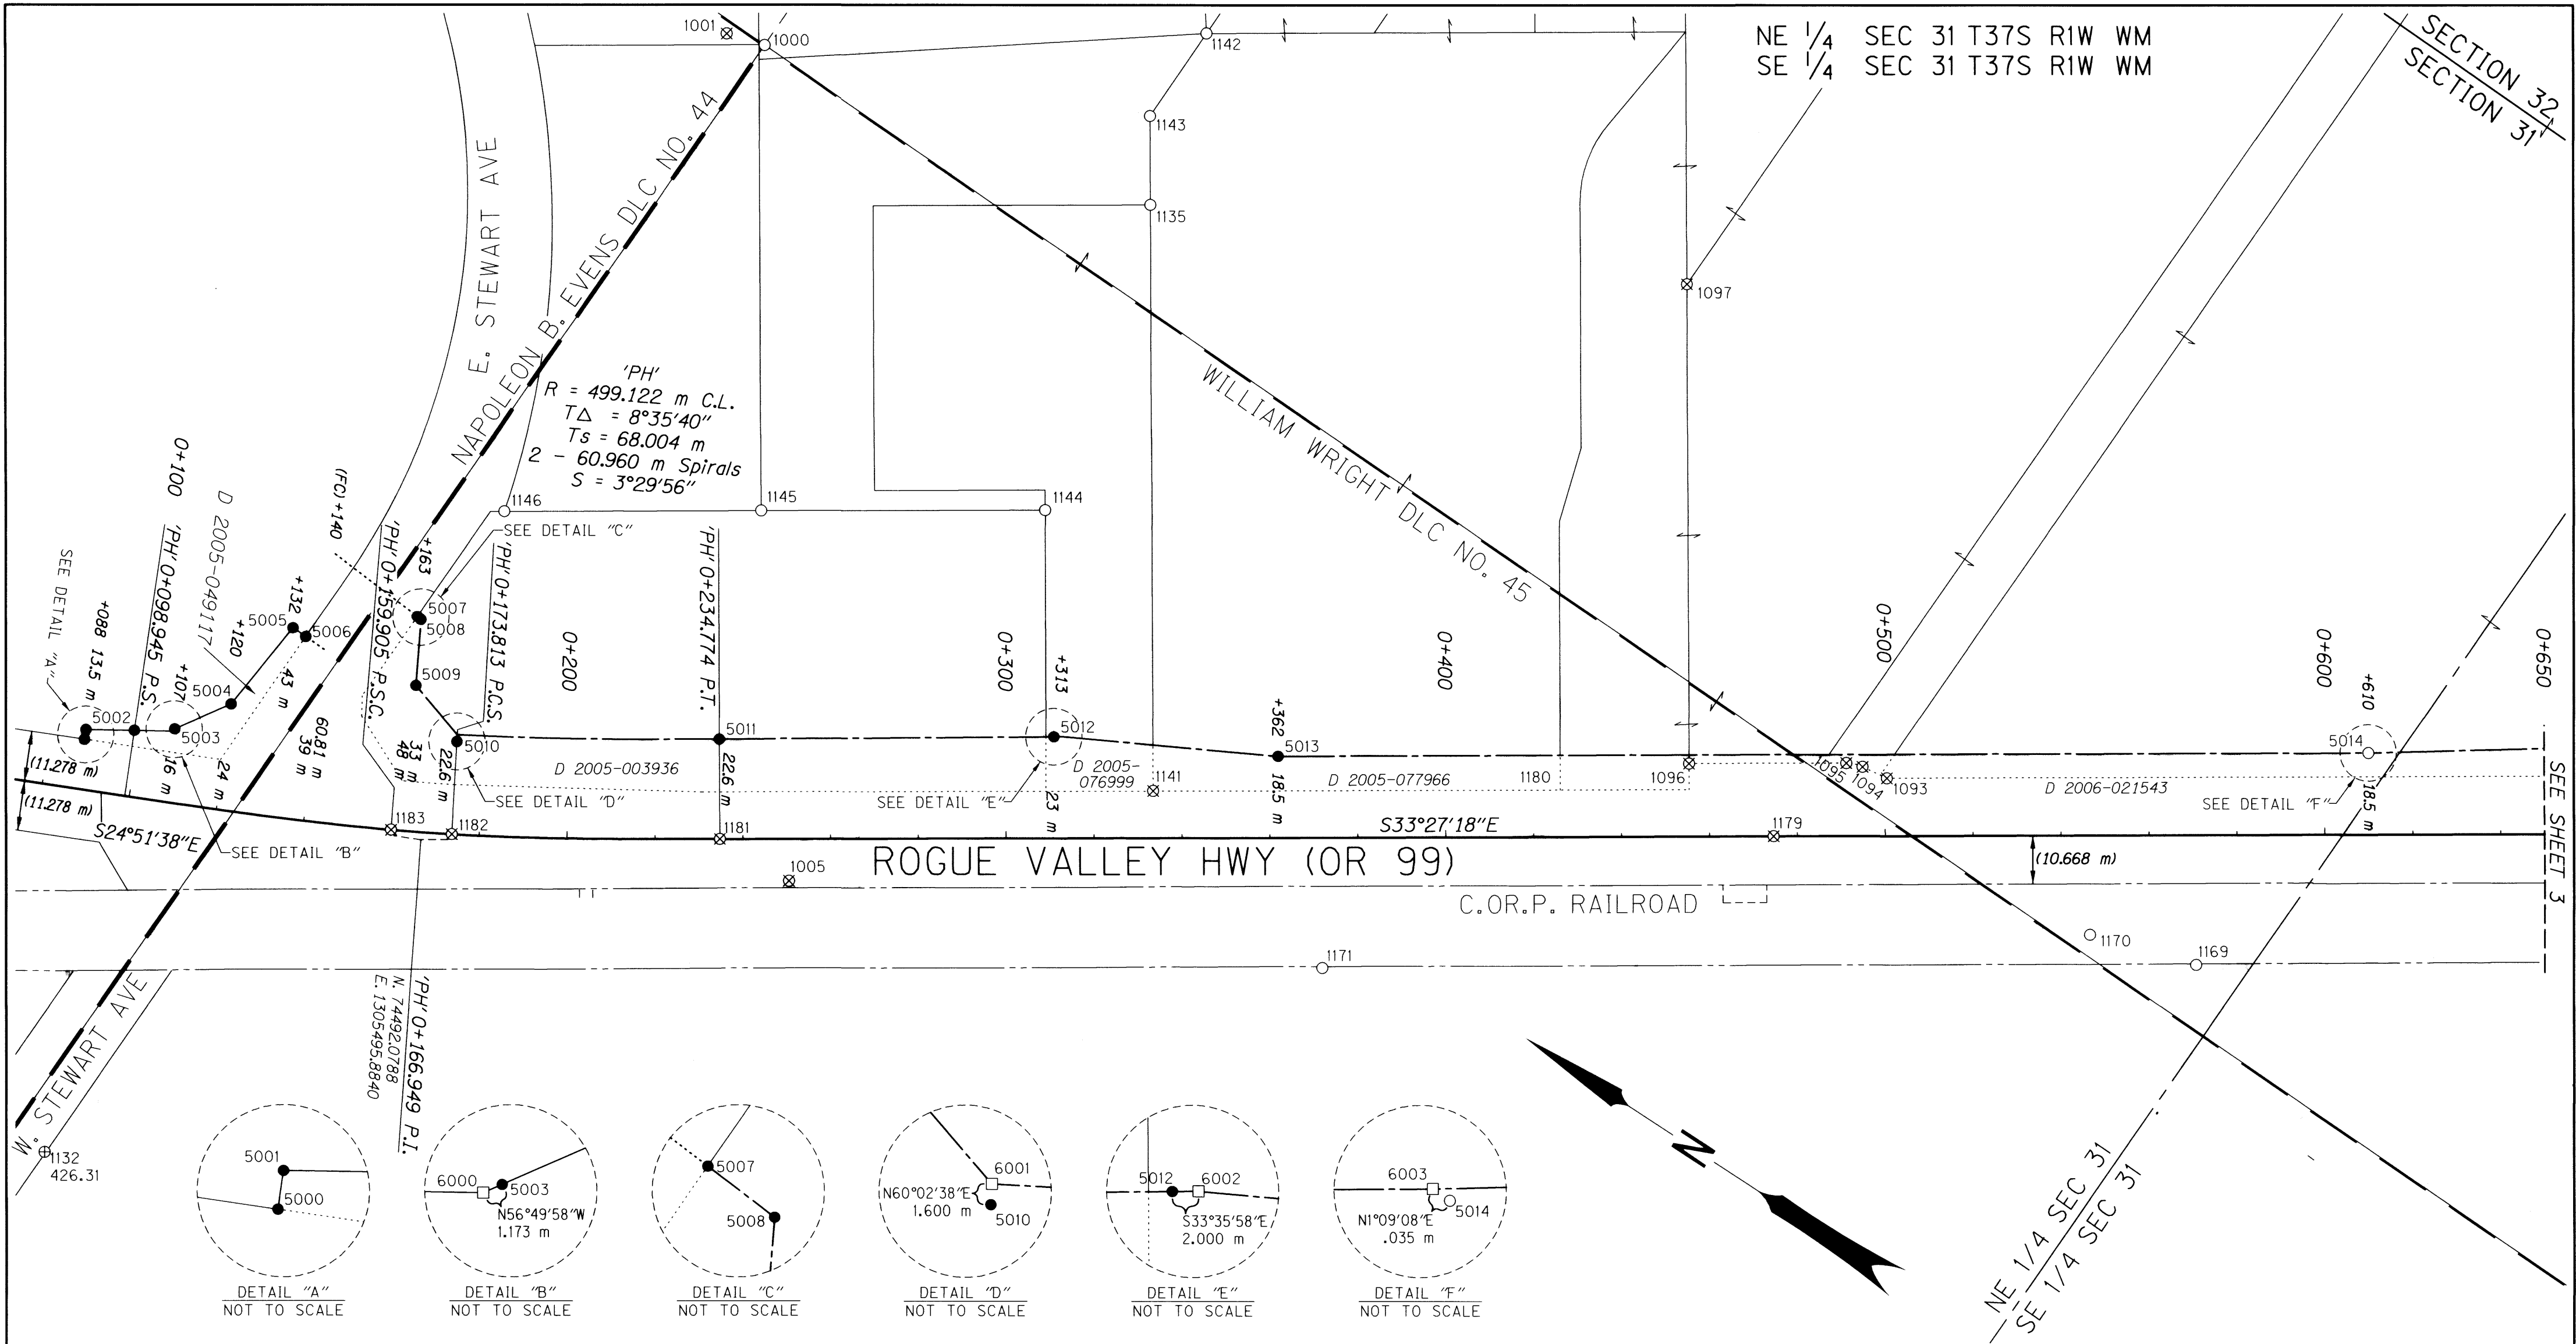 1001
1000
1142
NE 1/4 SEC 31 T37S R1W WM
SE 1/4 SEC 31 T37S R1W WM
SECTION 32
SECTION 31
1143
1135
1097
E. STEWART AVE
NAPOLEON B. EVENS DLC NO. 44
WILLIAM WRIGHT DLC NO. 45
'PH'
R = 499.122 m C.L.
T△ = 8°35'40"
Ts = 68.004 m
2 - 60.960 m Spirals
S = 3°29'56"
1146
1145
1144
SEE DETAIL "C"
SEE DETAIL "A"
+088 13.5 m
0+100
'PH' 0+098.945 P.S.
+107
16 m
D 2005-049117
+120
24 m
+132
43 m
(FC)+140
60.81 m
39 m
'PH' 0+159.905 P.S.C.
+163
33 m
48 m
'PH' 0+173.813 P.C.S.
22.6 m
0+200
'PH' 0+234.774 P.T.
22.6 m
0+300
+313
23 m
+362
18.5 m
0+400
0+500
0+600
+610
18.5 m
0+650
5002
5003
5004
5005
5006
5007
5008
5009
5010
5011
5012
5013
5014
D 2005-003936
D 2005-
076999
1141
D 2005-077966
1180
1096
1095
1094
1093
D 2006-021543
SEE DETAIL "D"
SEE DETAIL "E"
SEE DETAIL "F"
SEE SHEET 3
(11.278 m)
(11.278 m)
S24°51'38"E
SEE DETAIL "B"
1183
1182
1181
S33°27'18"E
1179
1005
ROGUE VALLEY HWY (OR 99)
(10.668 m)
C.OR.P. RAILROAD
1171
1170
1169
W. STEWART AVE
1132
426.31
'PH' 0+166.949 P.I.
N. 74492.0788
E. 1305495.8840
N
NE 1/4 SEC 31
SE 1/4 SEC 31
5001
5000
DETAIL "A"
NOT TO SCALE
6000
5003
N56°49'58"W
1.173 m
DETAIL "B"
NOT TO SCALE
5007
5008
DETAIL "C"
NOT TO SCALE
6001
N60°02'38"E
1.600 m
5010
DETAIL "D"
NOT TO SCALE
5012
6002
S33°35'58"E
2.000 m
DETAIL "E"
NOT TO SCALE
6003
5014
N1°09'08"E
.035 m
DETAIL "F"
NOT TO SCALE